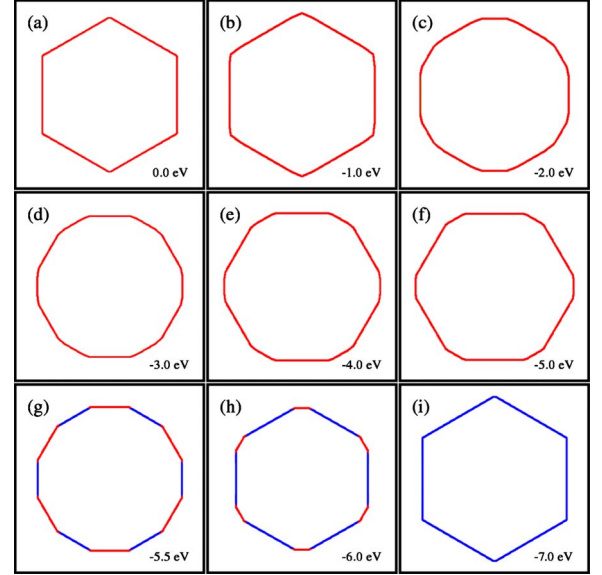 (a)
0.0 eV
(b)
-1.0 eV
(c)
-2.0 eV
(d)
-3.0 eV
(e)
-4.0 eV
(f)
-5.0 eV
(g)
-5.5 eV
(h)
-6.0 eV
(i)
-7.0 eV